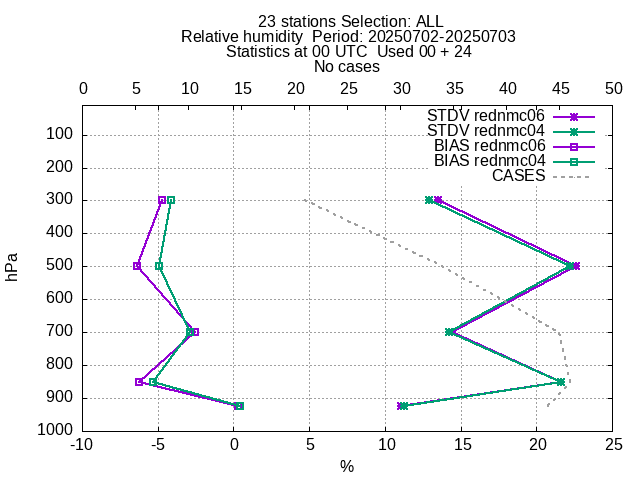 23 stations Selection: ALL
Relative humidity  Period: 20250702-20250703
Statistics at 00 UTC  Used 00 + 24
No cases
0 5 10 15 20 25 30 35 40 45 50
STDV rednmc06
STDV rednmc04
BIAS rednmc06
BIAS rednmc04
CASES
100
200
300
400
500
600
700
800
900
1000
hPa
-10 -5 0 5 10 15 20 25
%